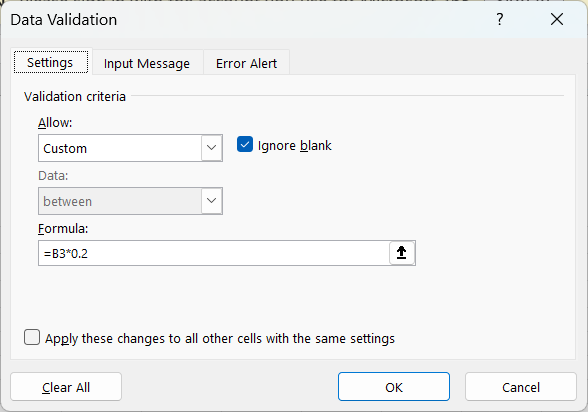 Data Validation
?
Settings
Input Message
Error Alert
Validation criteria
Allow:
Custom
Ignore blank
Data:
between
Formula:
=B3*0.2
Apply these changes to all other cells with the same settings
Clear All
OK
Cancel